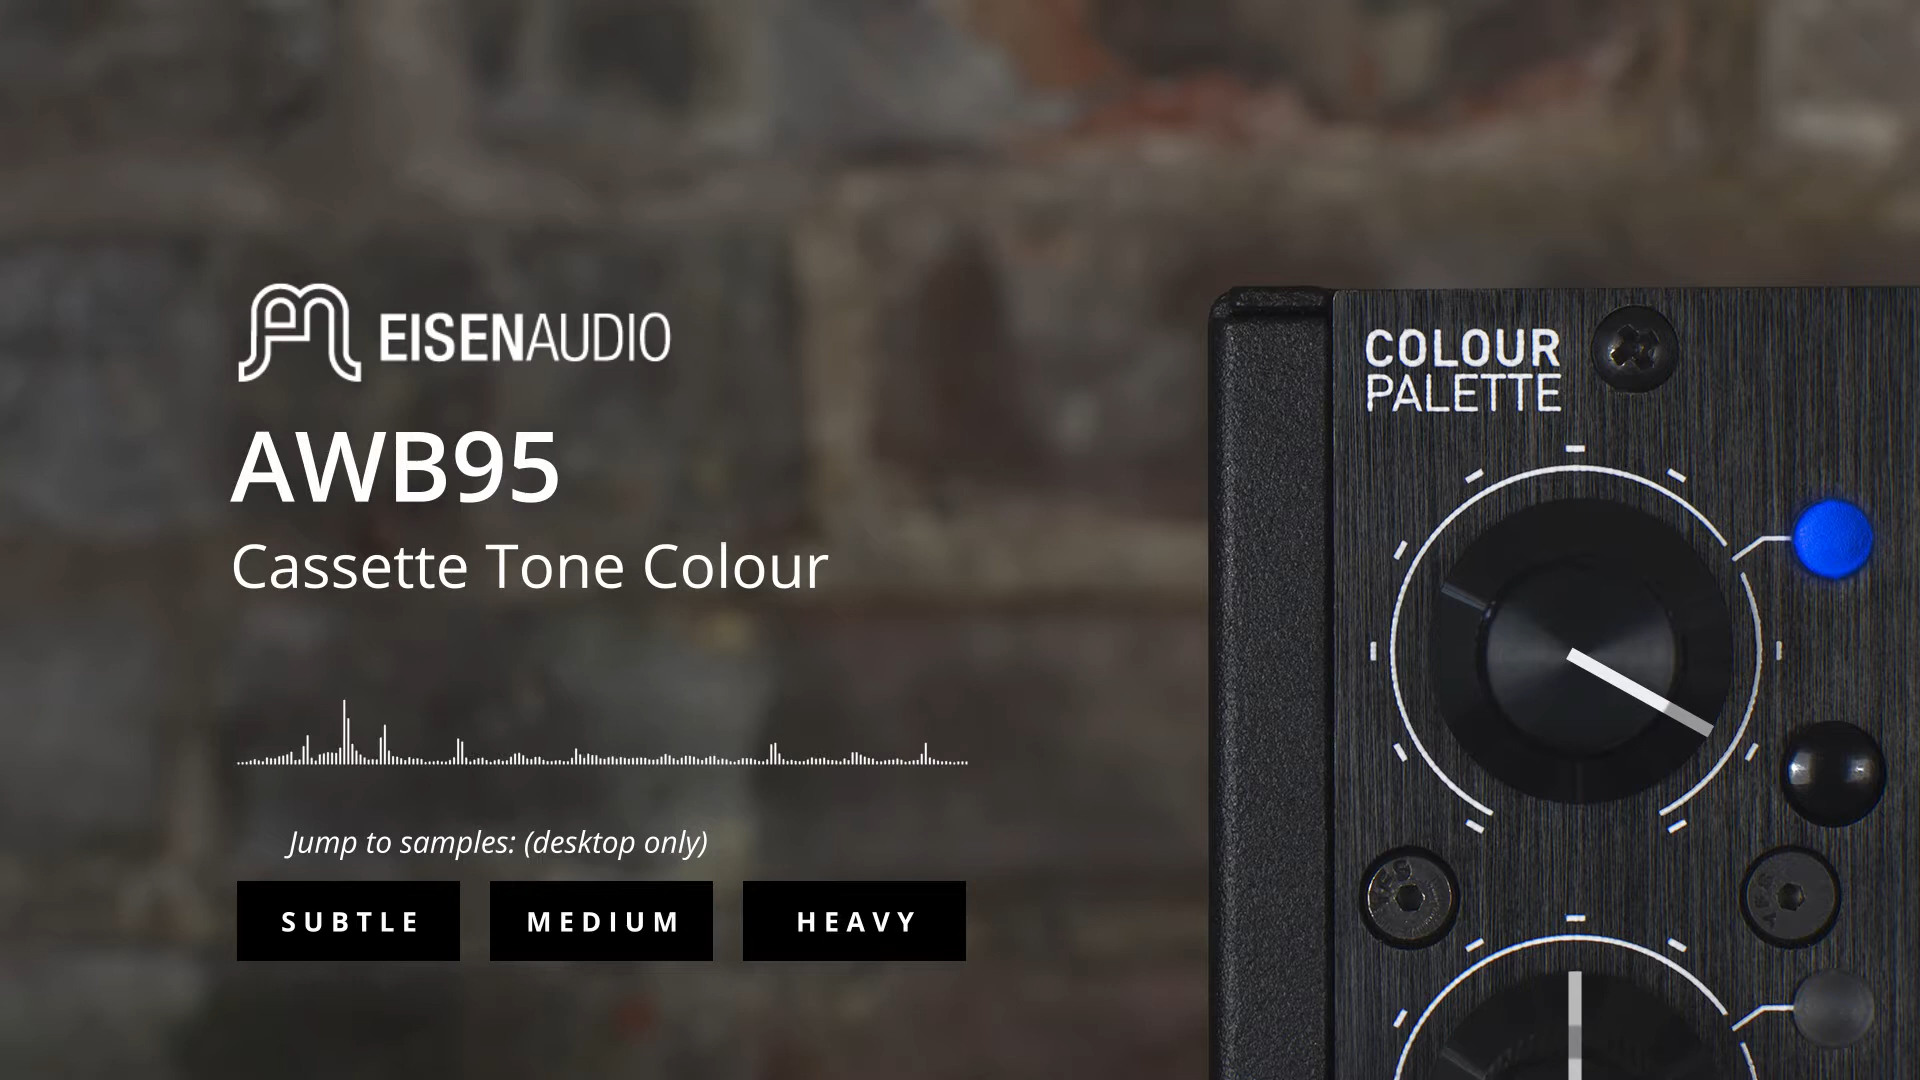 EISENAUDIO
AWB95
Cassette Tone Colour
Jump to samples: (desktop only)
SUBTLE
MEDIUM
HEAVY
COLOUR
PALETTE